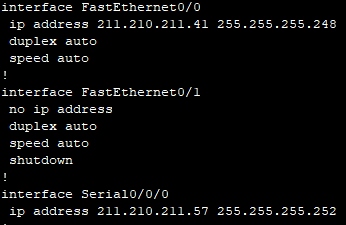 interface FastEthernet0/0
 ip address 211.210.211.41 255.255.255.248
 duplex auto
 speed auto
!
interface FastEthernet0/1
 no ip address
 duplex auto
 speed auto
 shutdown
!
interface Serial0/0/0
 ip address 211.210.211.57 255.255.255.252